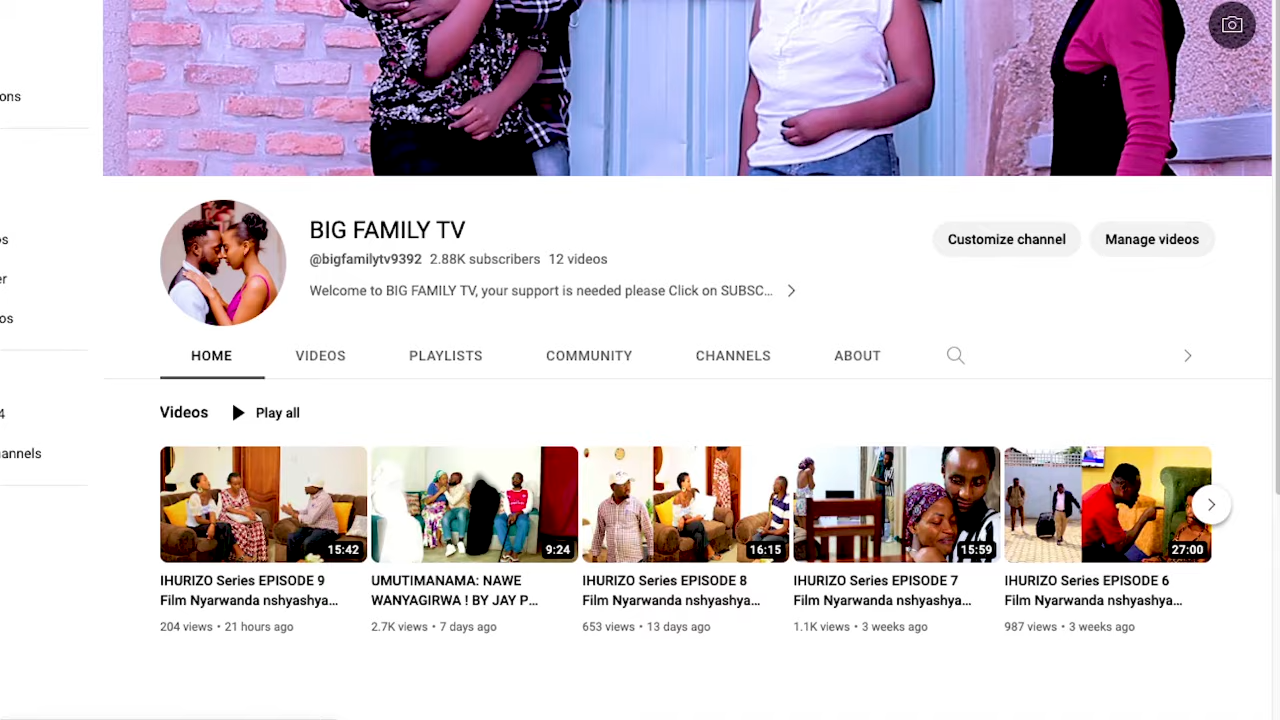 ons
s
er
os
4
annels
BIG FAMILY TV
@bigfamilytv9392 2.88K subscribers 12 videos
Welcome to BIG FAMILY TV, your support is needed please Click on SUBSC...
Customize channel
Manage videos
HOME
VIDEOS
PLAYLISTS
COMMUNITY
CHANNELS
ABOUT
Videos
Play all
15:42
IHURIZO Series EPISODE 9
Film Nyarwanda nshyashya...
204 views • 21 hours ago
9:24
UMUTIMANAMA: NAWE
WANYAGIRWA ! BY JAY P...
2.7K views • 7 days ago
16:15
IHURIZO Series EPISODE 8
Film Nyarwanda nshyashya...
653 views • 13 days ago
15:59
IHURIZO Series EPISODE 7
Film Nyarwanda nshyashya...
1.1K views • 3 weeks ago
27:00
IHURIZO Series EPISODE 6
Film Nyarwanda nshyashya...
987 views • 3 weeks ago